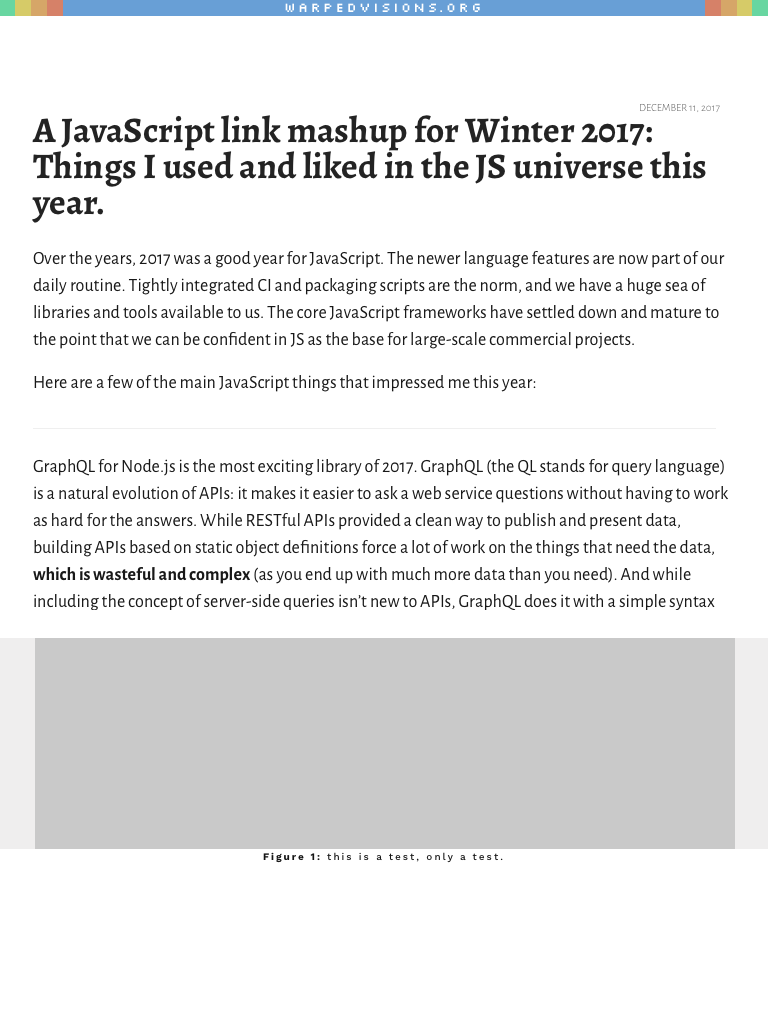 WARPEDVISIONS.ORG
DECEMBER 11, 2017
A JavaScript link mashup for Winter 2017:
Things I used and liked in the JS universe this
year.
Over the years, 2017 was a good year for JavaScript. The newer language features are now part of our
daily routine. Tightly integrated CI and packaging scripts are the norm, and we have a huge sea of
libraries and tools available to us. The core JavaScript frameworks have settled down and mature to
the point that we can be confident in JS as the base for large-scale commercial projects.
Here are a few of the main JavaScript things that impressed me this year:
GraphQL for Node.js is the most exciting library of 2017. GraphQL (the QL stands for query language)
is a natural evolution of APIs: it makes it easier to ask a web service questions without having to work
as hard for the answers. While RESTful APIs provided a clean way to publish and present data,
building APIs based on static object definitions force a lot of work on the things that need the data,
which is wasteful and complex (as you end up with much more data than you need). And while
including the concept of server-side queries isn't new to APIs, GraphQL does it with a simple syntax
Figure 1: this is a test, only a test.